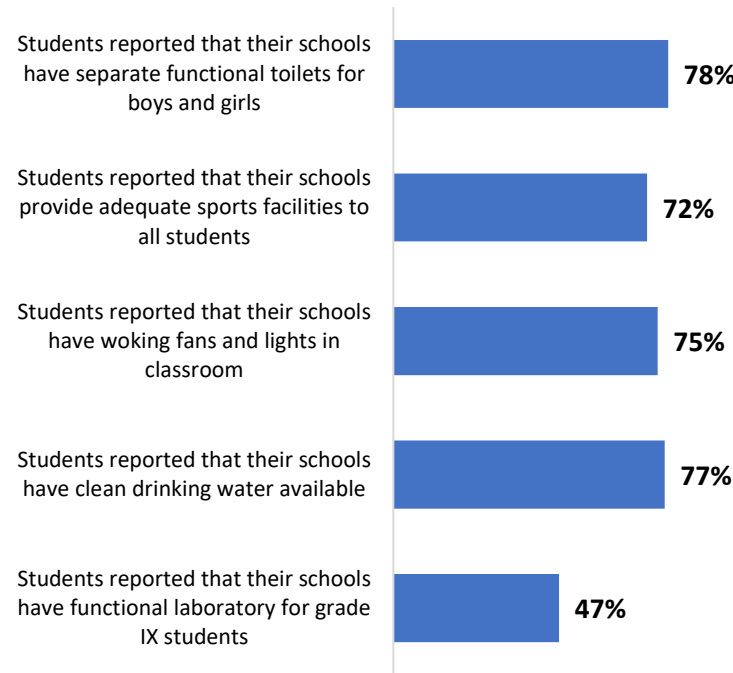 Students reported that their schools
have separate functional toilets for
boys and girls
78%
Students reported that their schools
provide adequate sports facilities to
all students
72%
Students reported that their schools
have woking fans and lights in
classroom
75%
Students reported that their schools
have clean drinking water available
77%
Students reported that their schools
have functional laboratory for grade
IX students
47%